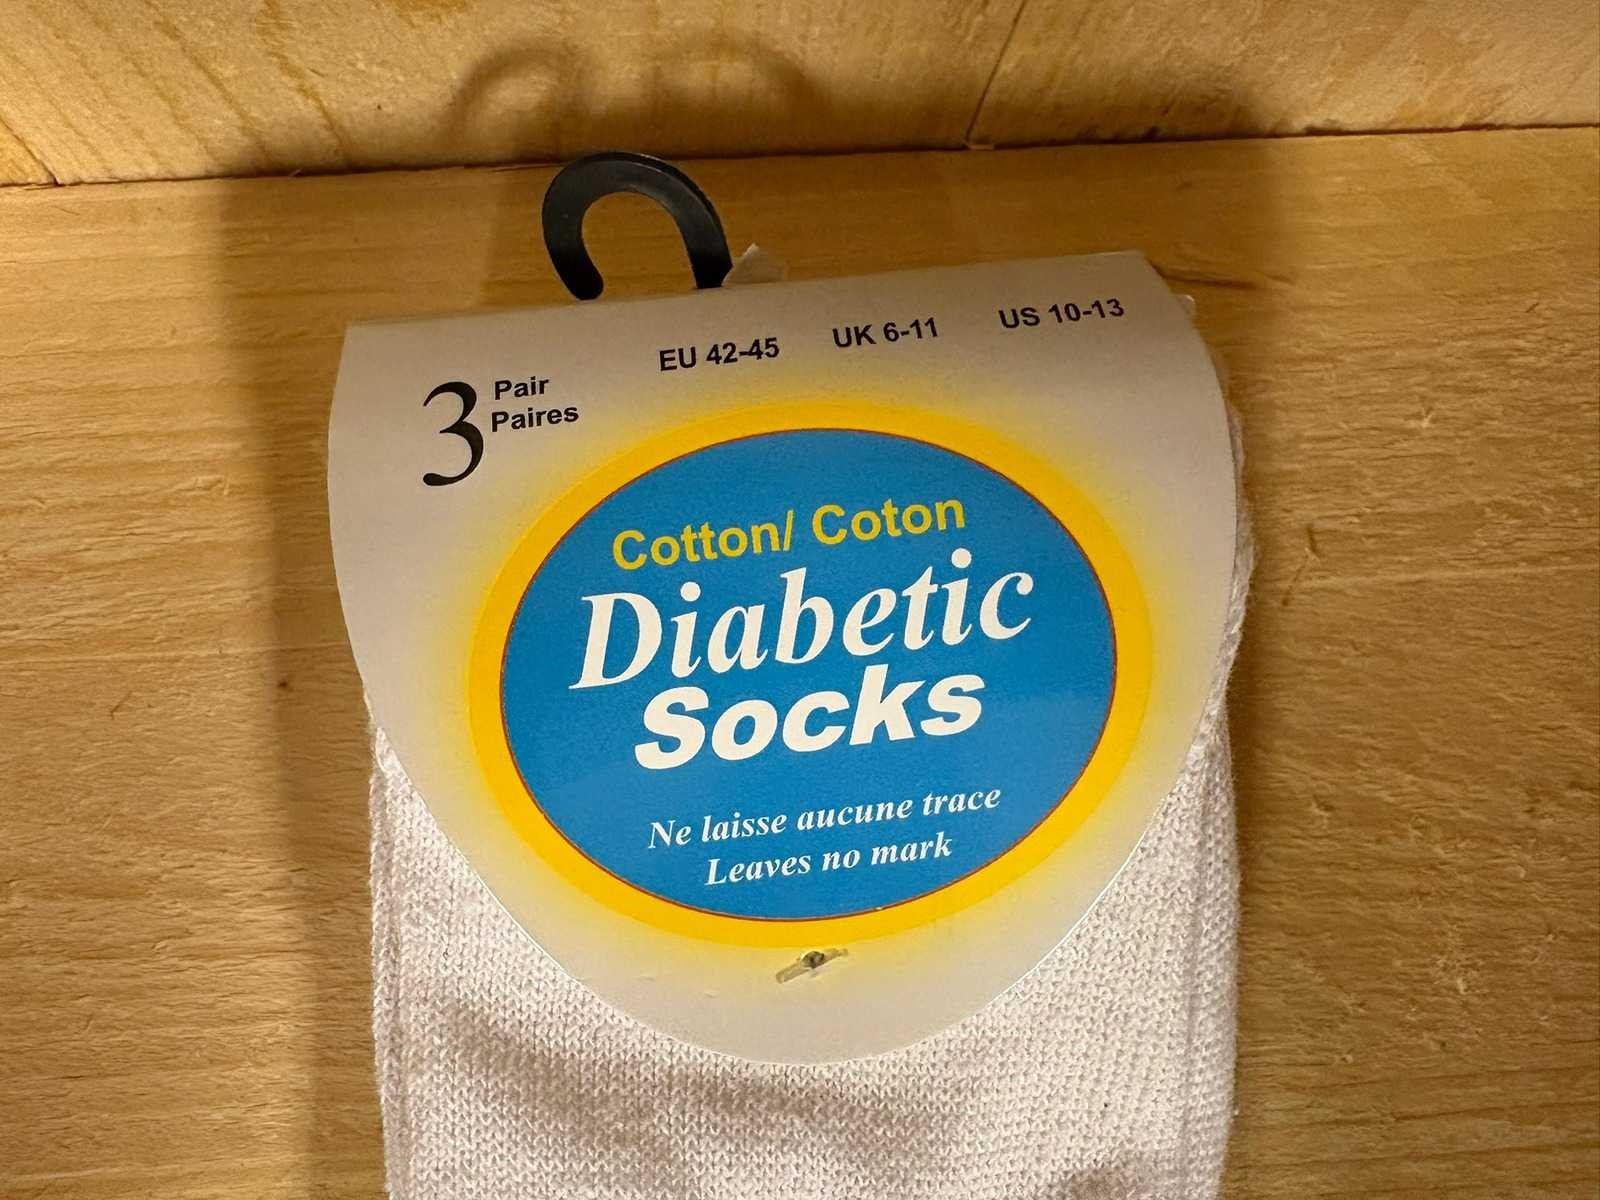 EU 42-45 UK 6-11 US 10-13
3 Pair
Paires
Cotton/ Coton
Diabetic
Socks
Ne laisse aucune trace
Leaves no mark